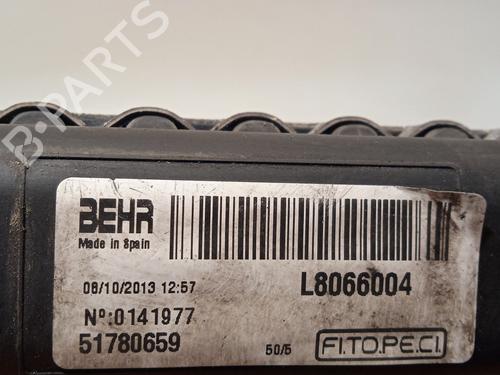 B-PARTS
BEHR
Made in Spain
08/10/2013 12:57
L8066004
Nº:0141977
51780659
50/5
FI.TO.PE.CI.